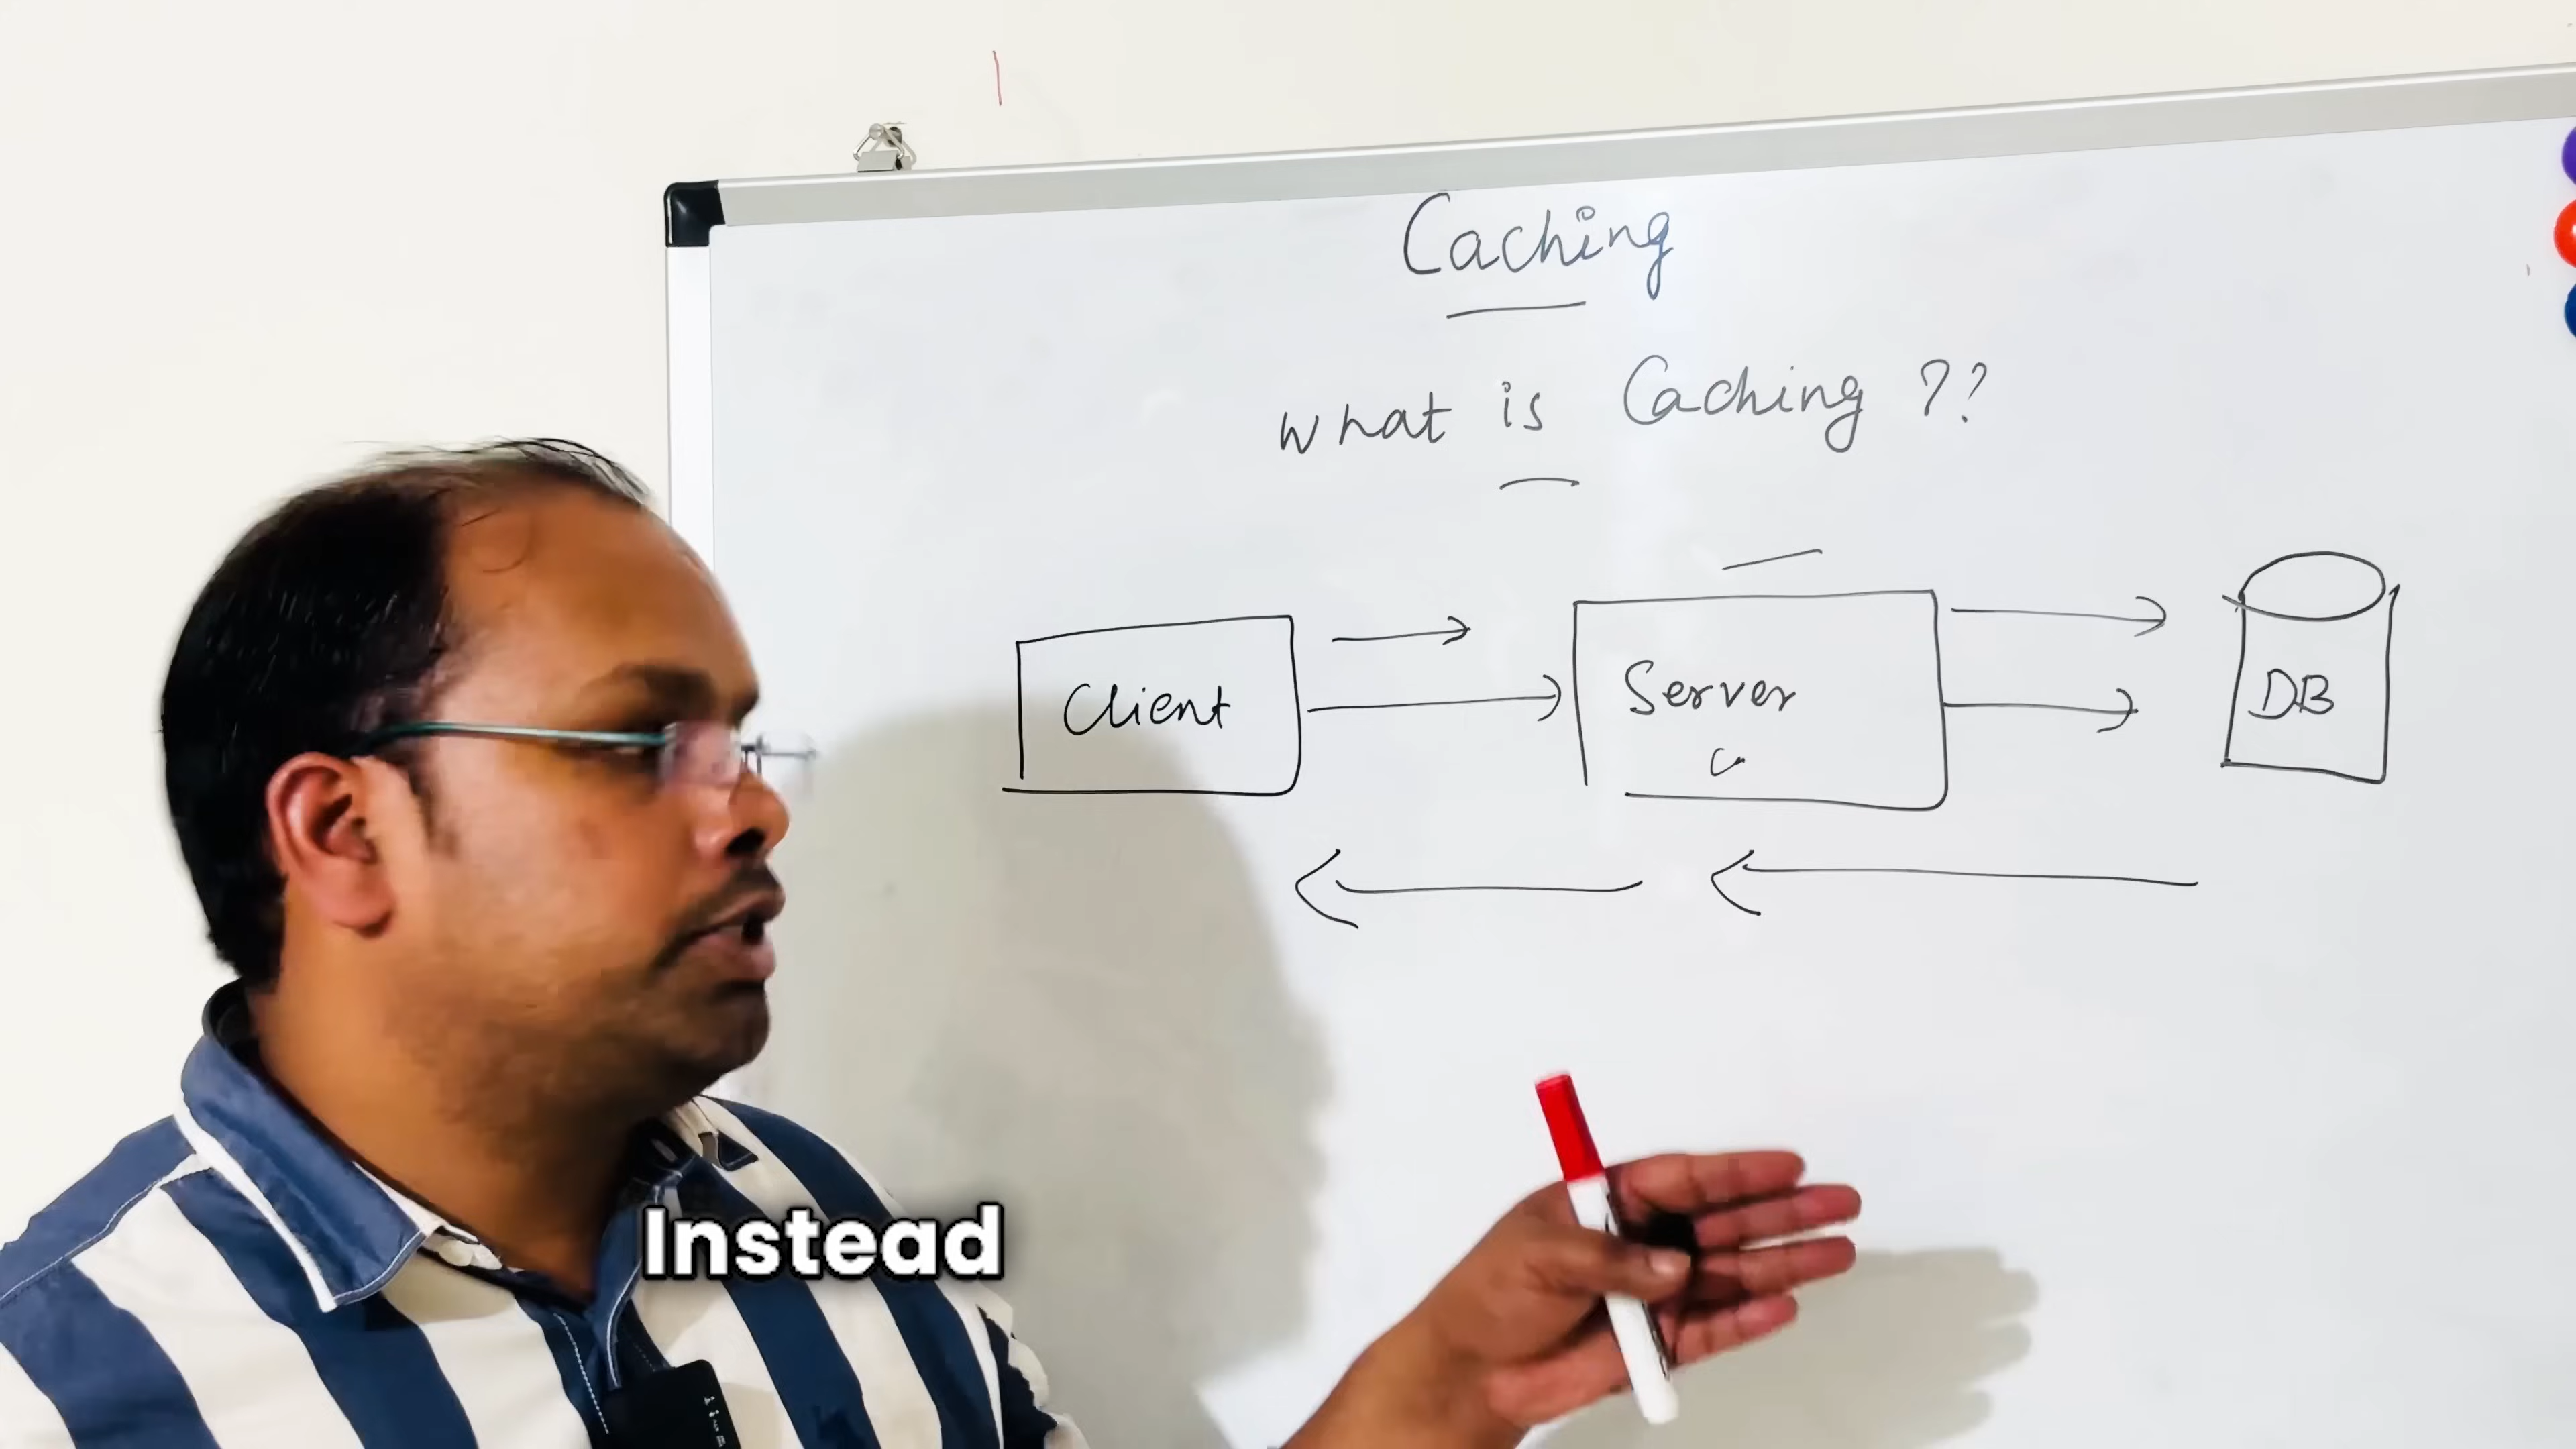 Caching
What is Caching ??
Client
Server
DB
Instead